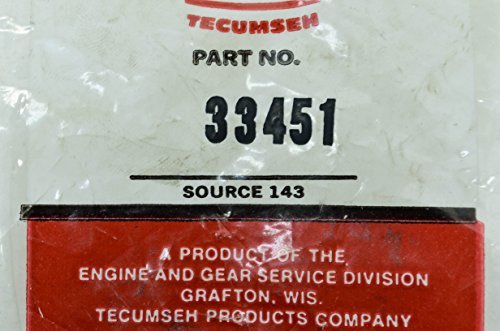 TECUMSEH
PART NO.
33451
SOURCE 143
A PRODUCT OF THE
ENGINE AND GEAR SERVICE DIVISION
GRAFTON, WIS.
TECUMSEH PRODUCTS COMPANY